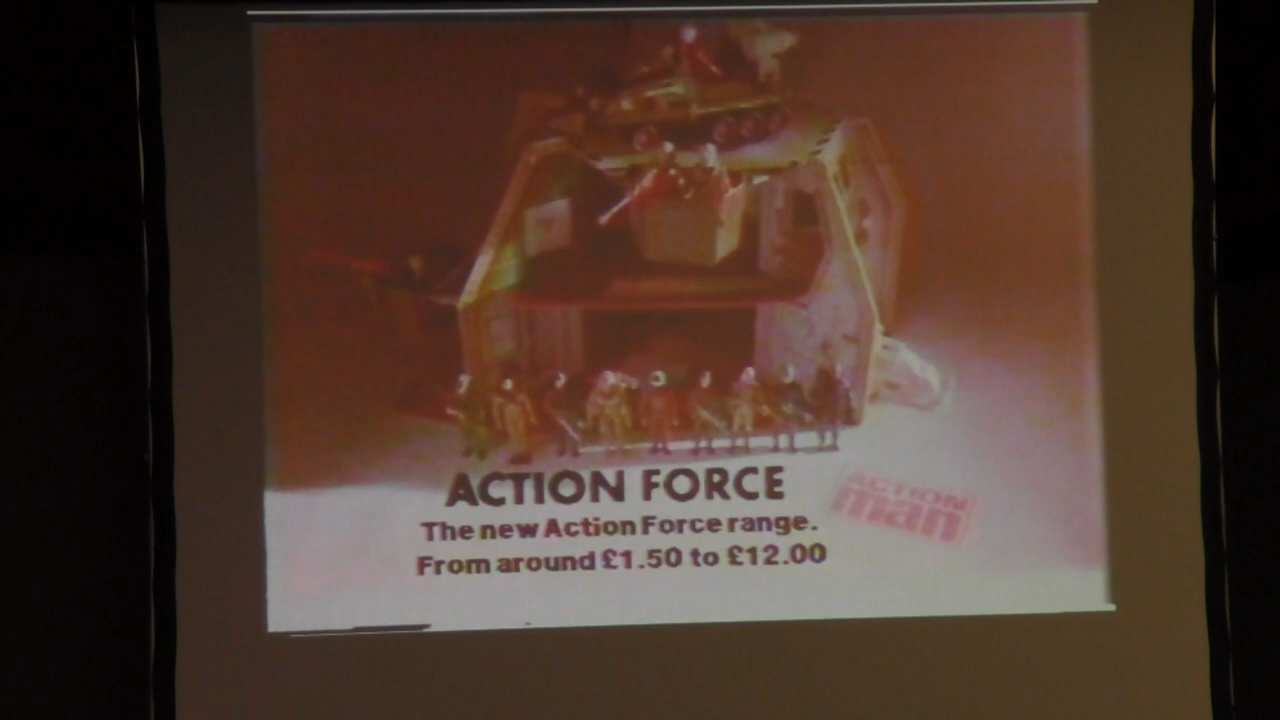 ACTION FORCE
The new Action Force range.
From around £1.50 to £12.00
ACTION
man